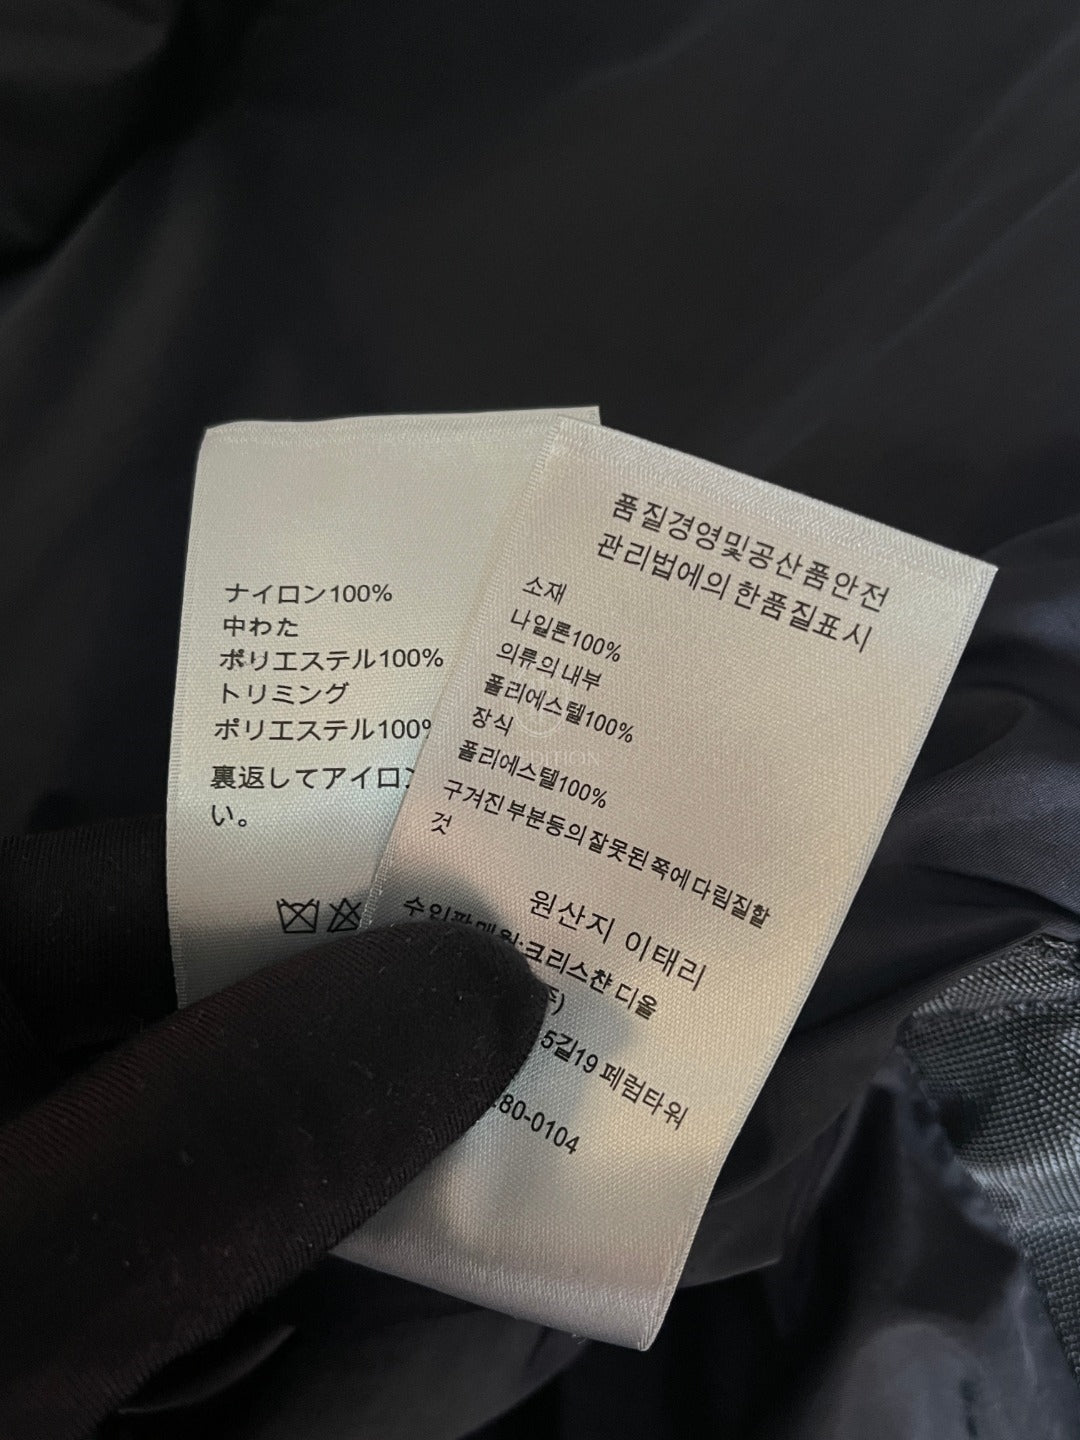 ナイロン100%
中わた
ポリエステル100%
トリミング
ポリエステル100%
裏返してアイロン
い。
품질경영및공산품안전
관리법에의한품질표시
소재
나일론100%
의류의내부
폴리에스텔100%
장식
폴리에스텔100%
구겨진 부분등의 잘못된 쪽에 다림질할
것
원산지 이태리
크리스챤 디올
5길19 페럼타워
80-0104